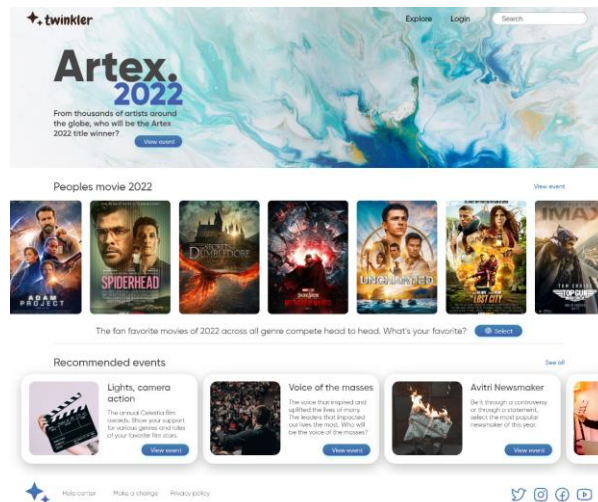 twinkler
Explore Login Search
Artex.
2022
From thousands of artists around
the globe, who will be the Artex
2022 title winner?
View event
Peoples movie 2022 View event
ADAM
PROJECT
SPIDERHEAD
SECRETS
DUMBLEDORE
UNCHARTED
LOST CITY
IMAX
TOM CRUISE
TOP GUN
The fan favorite movies of 2022 across all genre compete head to head. What's your favorite? Select
Recommended events See all
Lights, camera
action
The annual Celestia film
awards. Show your support
for various genres and roles
of your favorite film stars.
View event
Voice of the masses
The voice that inspired and
uplifted the lives of many.
The leaders that impacted
our lives the most. Who will
be the voice of the masses?
View event
Avitri Newsmaker
Be it through a controversy
or through a statement,
select the most popular
newsmaker of this year.
View event
Help center Make a change Privacy policy